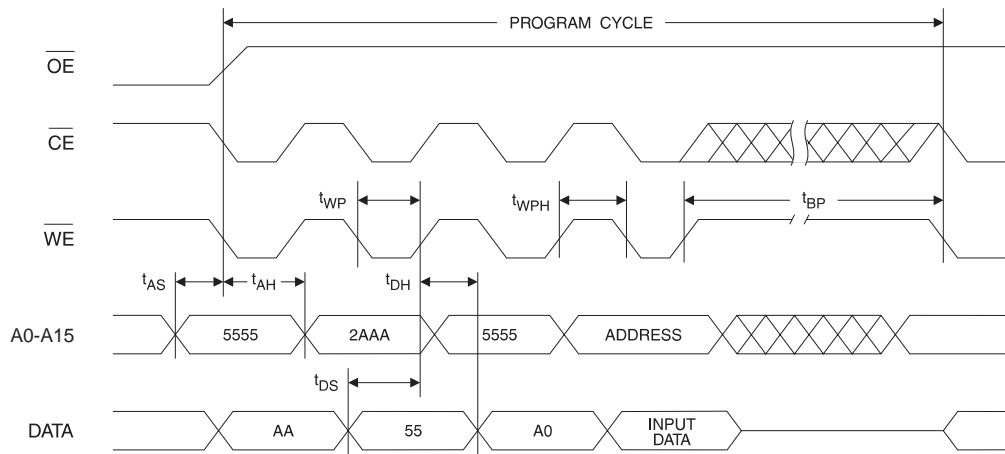 PROGRAM CYCLE
OE
CE
tWP
tWPH
tBP
WE
tAS
tAH
tDH
A0-A15
5555
2AAA
5555
ADDRESS
tDS
DATA
AA
55
A0
INPUT
DATA